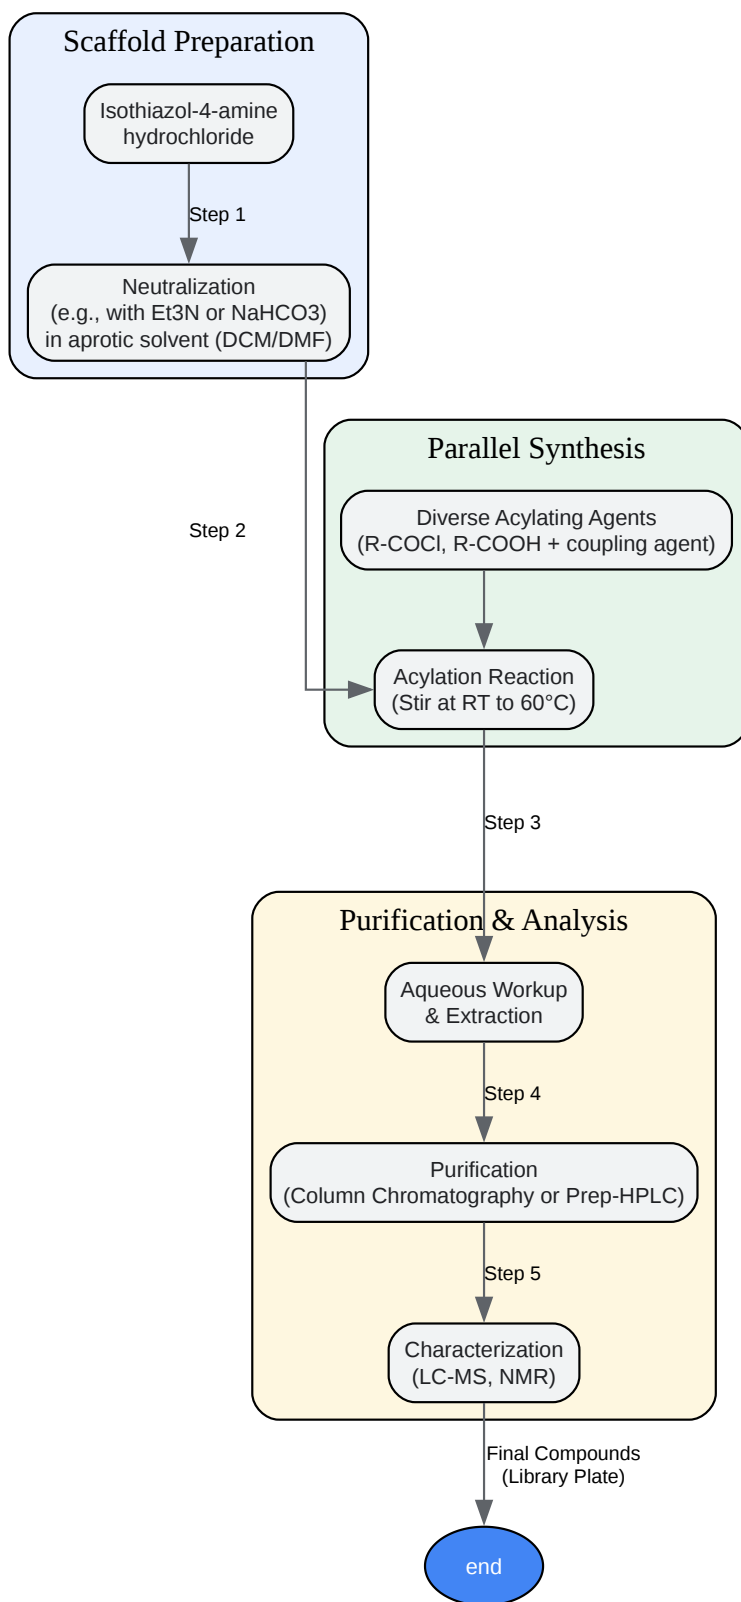 Scaffold Preparation
Isothiazol-4-amine
hydrochloride
Step 1
Neutralization
(e.g., with Et3N or NaHCO3)
in aprotic solvent (DCM/DMF)
Step 2
Parallel Synthesis
Diverse Acylating Agents
(R-COCl, R-COOH + coupling agent)
Acylation Reaction
(Stir at RT to 60°C)
Step 3
Purification & Analysis
Aqueous Workup
& Extraction
Step 4
Purification
(Column Chromatography or Prep-HPLC)
Step 5
Characterization
(LC-MS, NMR)
Final Compounds
(Library Plate)
end